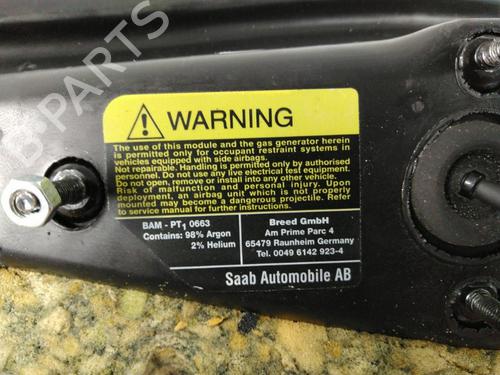 B-PARTS
WARNING
The use of this module and the gas generator herein
is permitted only for occupant restraint systems in
vehicles equipped with side airbags.
Not repairable. Handling is permitted only by authorised
personnel. Do not use any live electrical test equipment.
Do not open, remove or install into any other vehicle.
Risk of malfunction and personal injury. Upon
deployment, an airbag unit which is not properly
mounted may become a dangerous projectile. Refer
to service manual for further instructions.
BAM - PT1 0663
Contains: 98% Argon
2% Helium
Breed GmbH
Am Prime Parc 4
65479 Raunheim Germany
Tel. 0049 6142 923-4
Saab Automobile AB